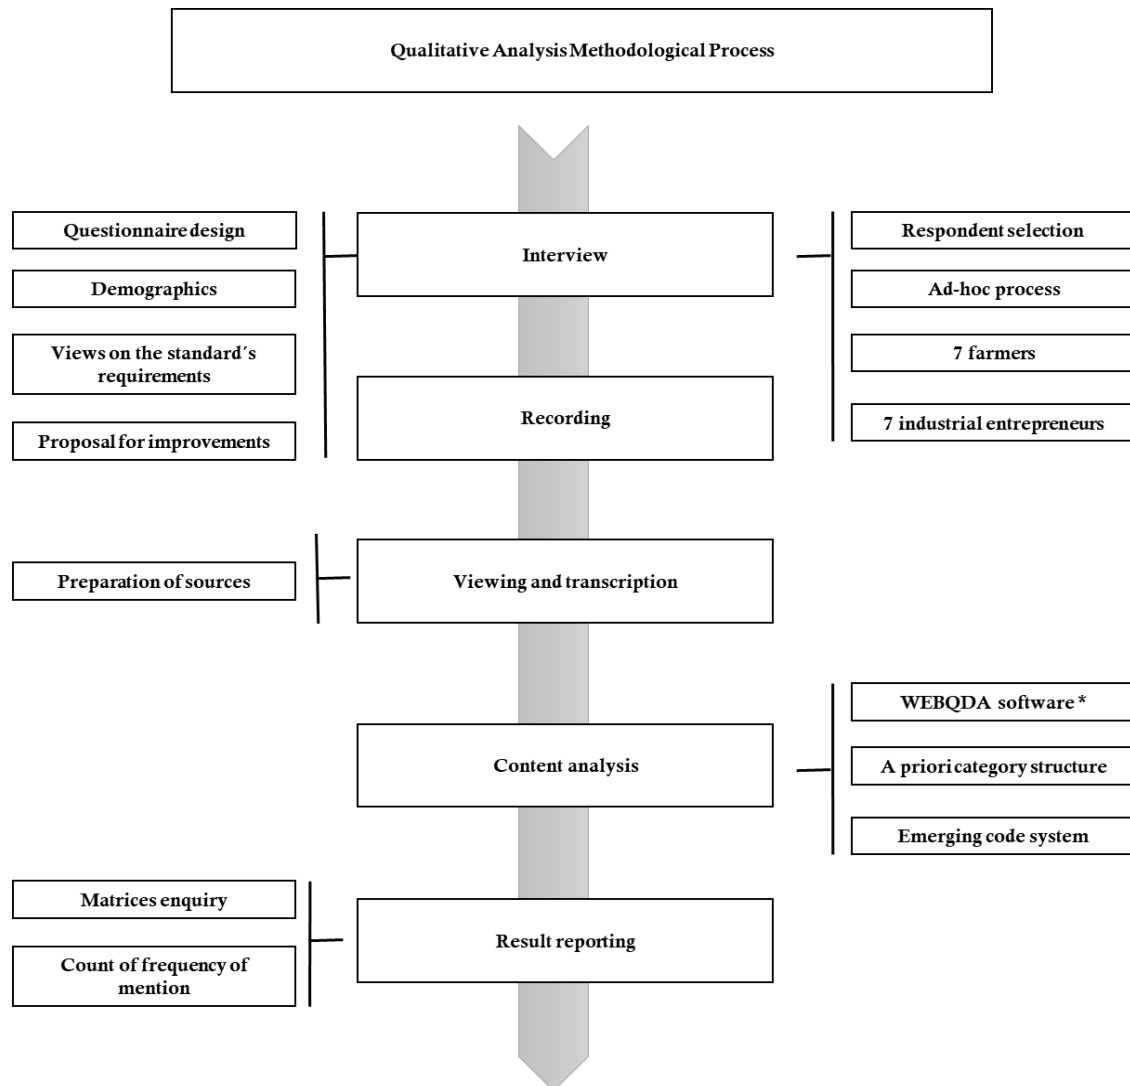 Qualitative Analysis Methodological Process
Questionnaire design
Demographics
Views on the standard´s
requirements
Proposal for improvements
Interview
Respondent selection
Ad-hoc process
7 farmers
7 industrial entrepreneurs
Recording
Preparation of sources
Viewing and transcription
Content analysis
WEBQDA software *
A priori category structure
Emerging code system
Matrices enquiry
Count of frequency of
mention
Result reporting